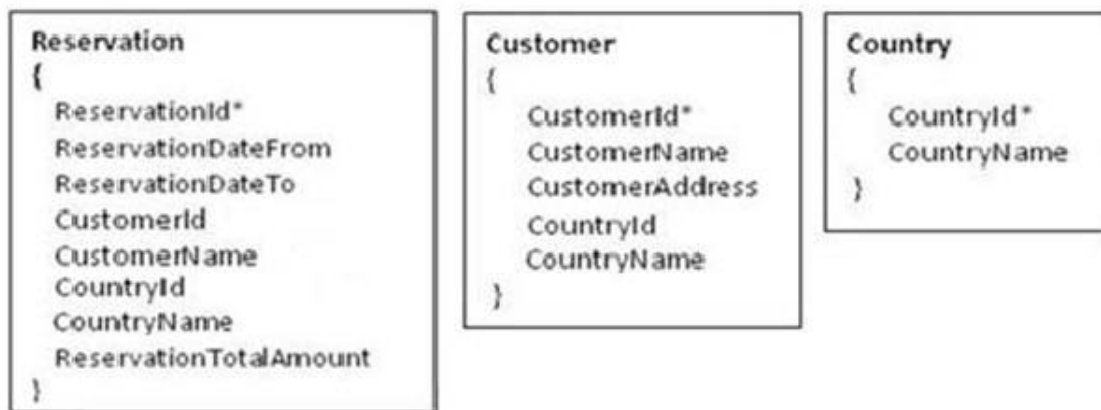 Reservation
{
ReservationId*
ReservationDateFrom
ReservationDateTo
CustomerId
CustomerName
CountryId
CountryName
ReservationTotalAmount
}
Customer
{
CustomerId*
CustomerName
CustomerAddress
CountryId
CountryName
}
Country
{
CountryId*
CountryName
}